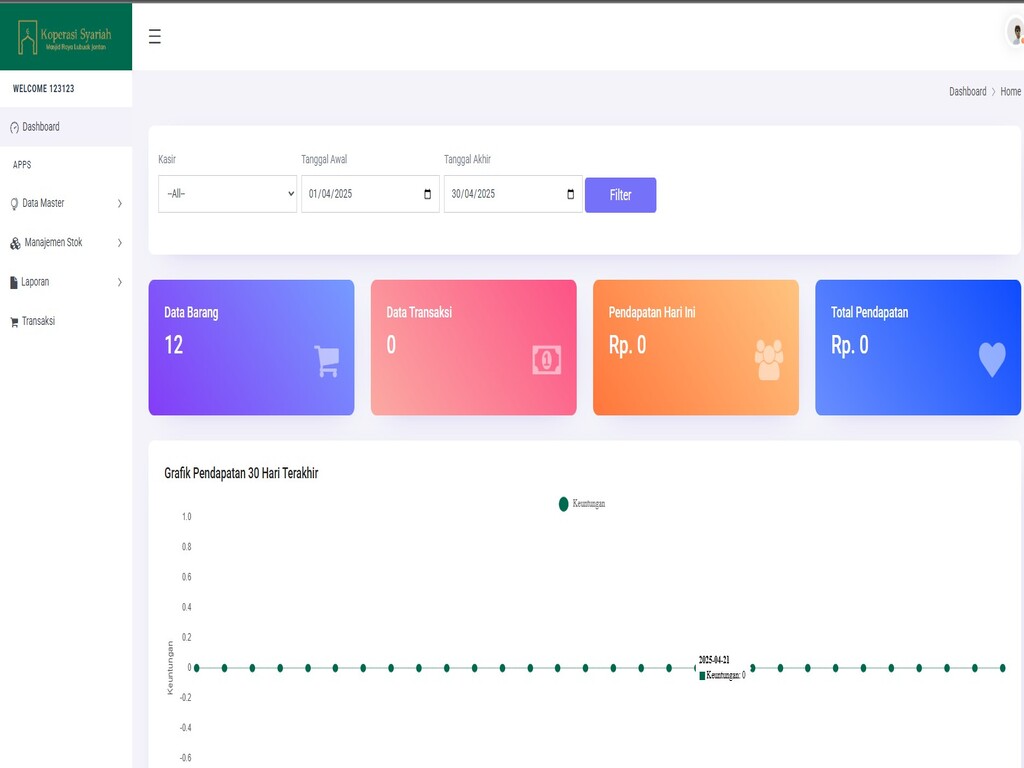 Koperasi Syariah
Masjid Raya Lubuak Jantan
WELCOME 123123
Dashboard
APPS
Data Master
Manajemen Stok
Laporan
Transaksi
Dashboard > Home
Kasir
Tanggal Awal
Tanggal Akhir
--All--
01/04/2025
30/04/2025
Filter
Data Barang
12
Data Transaksi
0
Pendapatan Hari Ini
Rp. 0
Total Pendapatan
Rp. 0
Grafik Pendapatan 30 Hari Terakhir
Keuntungan
1.0
0.8
0.6
0.4
0.2
0
-0.2
-0.4
-0.6
Keuntungan
2025-04-21
Keuntungan: 0